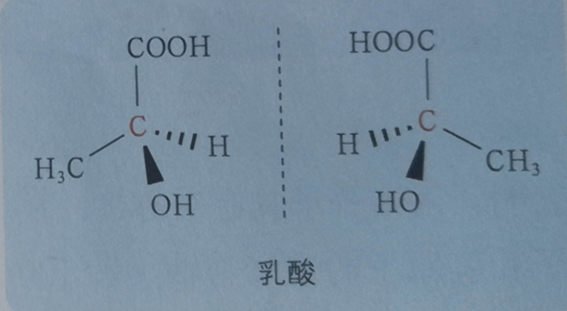 COOH HOOC
C H H C
H₃C CH₃
OH HO
乳酸